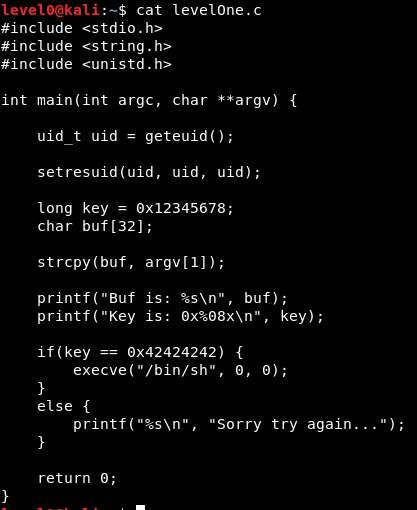 level0@kali:~$ cat levelOne.c
#include <stdio.h>
#include <string.h>
#include <unistd.h>

int main(int argc, char **argv) {

    uid_t uid = geteuid();

    setresuid(uid, uid, uid);

    long key = 0x12345678;
    char buf[32];

    strcpy(buf, argv[1]);

    printf("Buf is: %s\n", buf);
    printf("Key is: 0x%08x\n", key);

    if(key == 0x42424242) {
        execve("/bin/sh", 0, 0);
    }
    else {
        printf("%s\n", "Sorry try again...");
    }

    return 0;
}